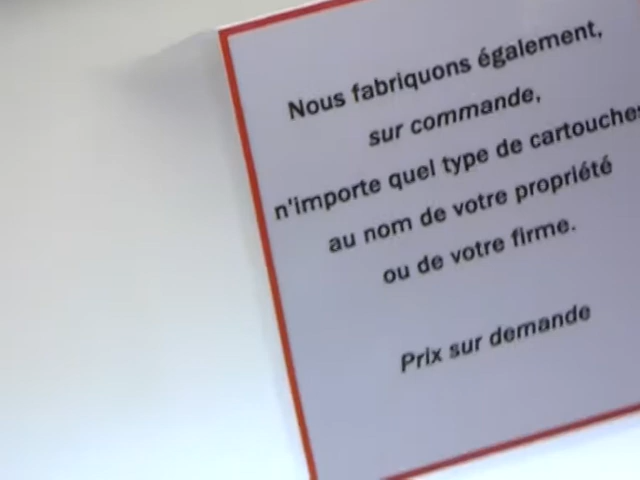 Nous fabriquons également,
sur commande,
n'importe quel type de cartouches
au nom de votre propriété
ou de votre firme.
Prix sur demande